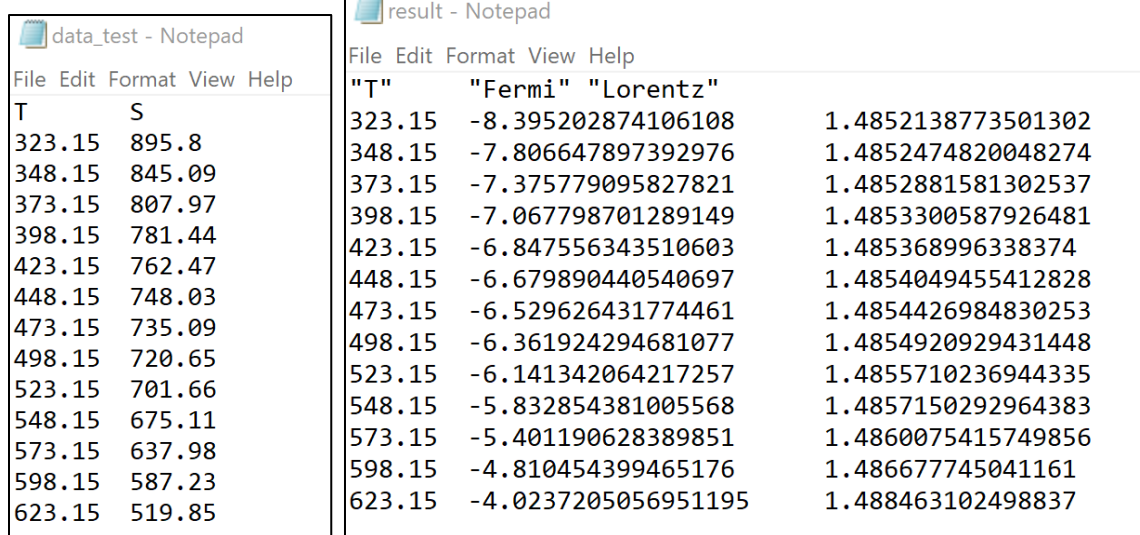 data_test - Notepad
File Edit Format View Help
T S
323.15 895.8
348.15 845.09
373.15 807.97
398.15 781.44
423.15 762.47
448.15 748.03
473.15 735.09
498.15 720.65
523.15 701.66
548.15 675.11
573.15 637.98
598.15 587.23
623.15 519.85
result - Notepad
File Edit Format View Help
"T" "Fermi" "Lorentz"
323.15 -8.395202874106108 1.4852138773501302
348.15 -7.806647897392976 1.4852474820048274
373.15 -7.375779095827821 1.4852881581302537
398.15 -7.067798701289149 1.48533005879264​81
423.15 -6.847556343510603 1.485368996338374
448.15 -6.679890440540697 1.4854049455412828
473.15 -6.529626431774461 1.4854426984830253
498.15 -6.361924294681077 1.4854920929431448
523.15 -6.141342064217257 1.4855710236944335
548.15 -5.832854381005568 1.4857150292964383
573.15 -5.401190628389851 1.4860075415749856
598.15 -4.810454399465176 1.486677745041161
623.15 -4.0237205056951195 1.488463102498837